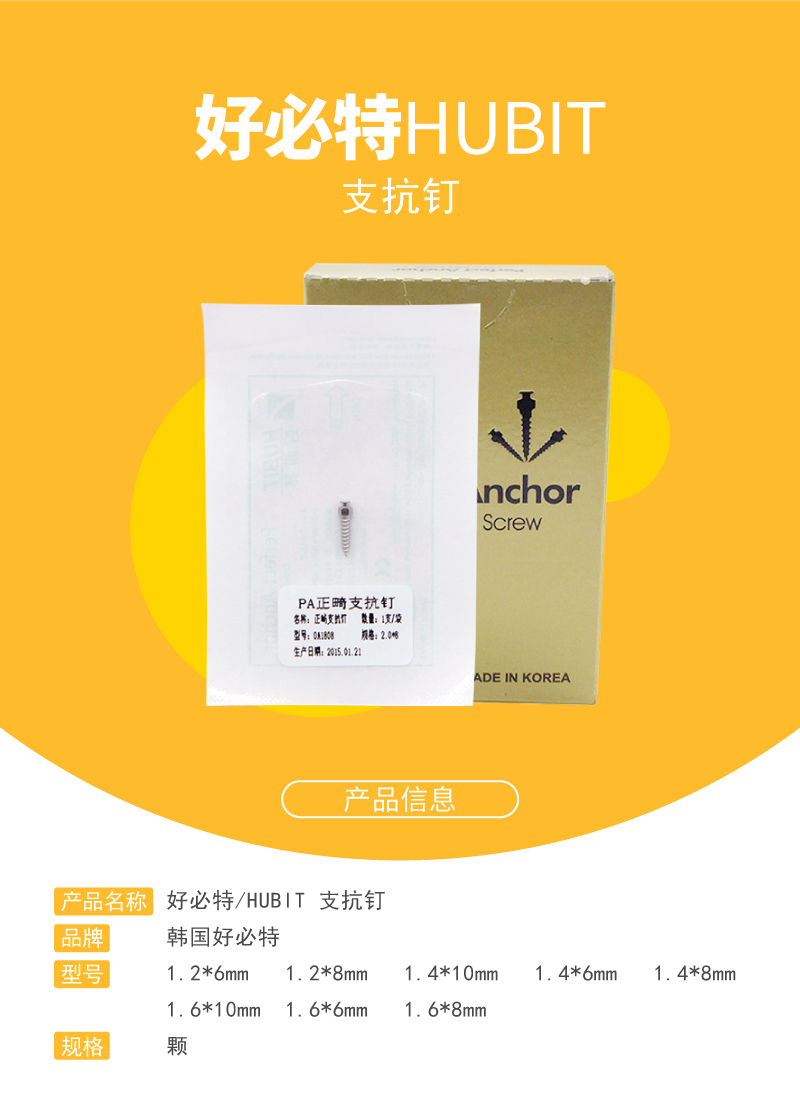 好必特HUBIT
支抗钉
Perfect Anchor
Anchor
Screw
PA正畸支抗钉
名称：正畸支抗钉 数量：1支/袋
型号：OA1808 规格：2.0*8
生产日期：2015.01.21
ADE IN KOREA
产品信息
产品名称 好必特/HUBIT 支抗钉
品牌 韩国好必特
型号 1.2*6mm 1.2*8mm 1.4*10mm 1.4*6mm 1.4*8mm
1.6*10mm 1.6*6mm 1.6*8mm
规格 颗